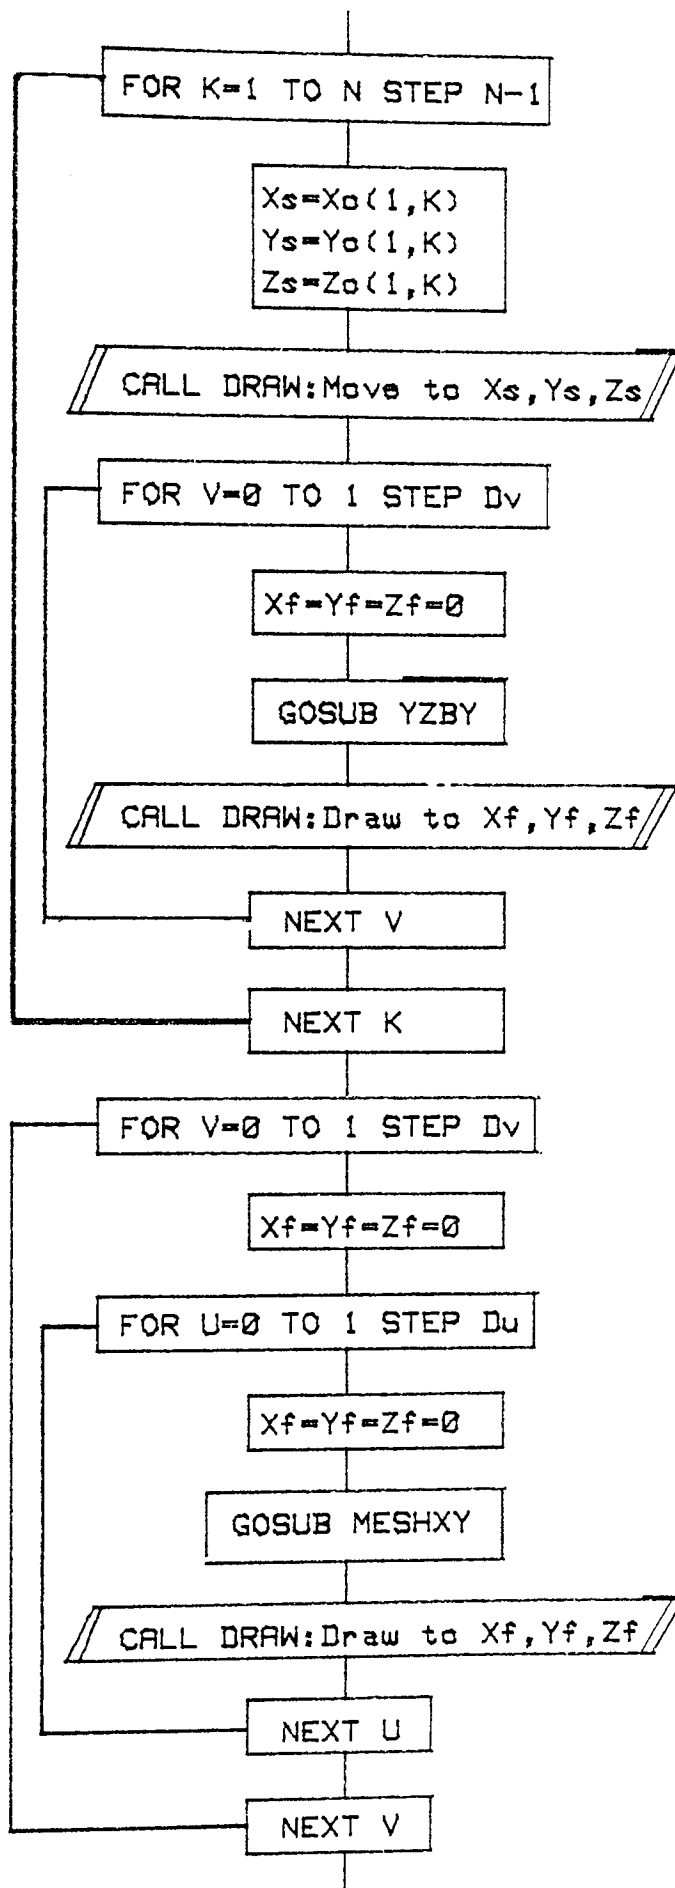 FOR K=1 TO N STEP N-1
Xs=Xc(1,K)
Ys=Yc(1,K)
Zs=Zc(1,K)
CALL DRAW:Move to Xs,Ys,Zs
FOR V=0 TO 1 STEP Dv
Xf=Yf=Zf=0
GOSUB YZBY
CALL DRAW:Draw to Xf,Yf,Zf
NEXT V
NEXT K
FOR V=0 TO 1 STEP Dv
Xf=Yf=Zf=0
FOR U=0 TO 1 STEP Du
Xf=Yf=Zf=0
GOSUB MESHXY
CALL DRAW:Draw to Xf,Yf,Zf
NEXT U
NEXT V